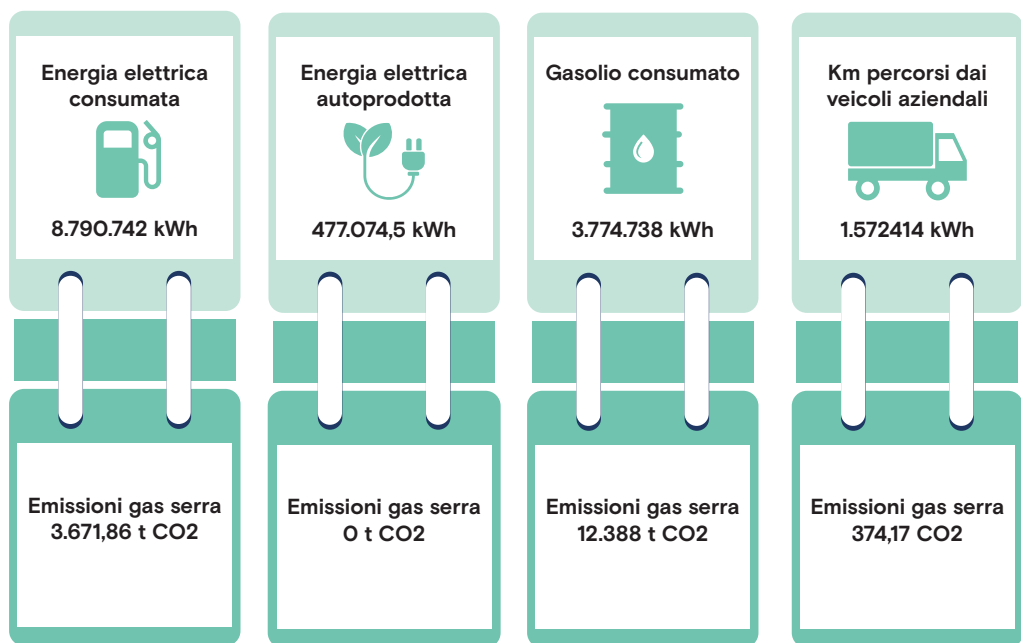 Energia elettrica
consumata
8.790.742 kWh
Energia elettrica
autoprodotta
477.074,5 kWh
Gasolio consumato
3.774.738 kWh
Km percorsi dai
veicoli aziendali
1.572414 kWh
Emissioni gas serra
3.671,86 t CO2
Emissioni gas serra
0 t CO2
Emissioni gas serra
12.388 t CO2
Emissioni gas serra
374,17 CO2